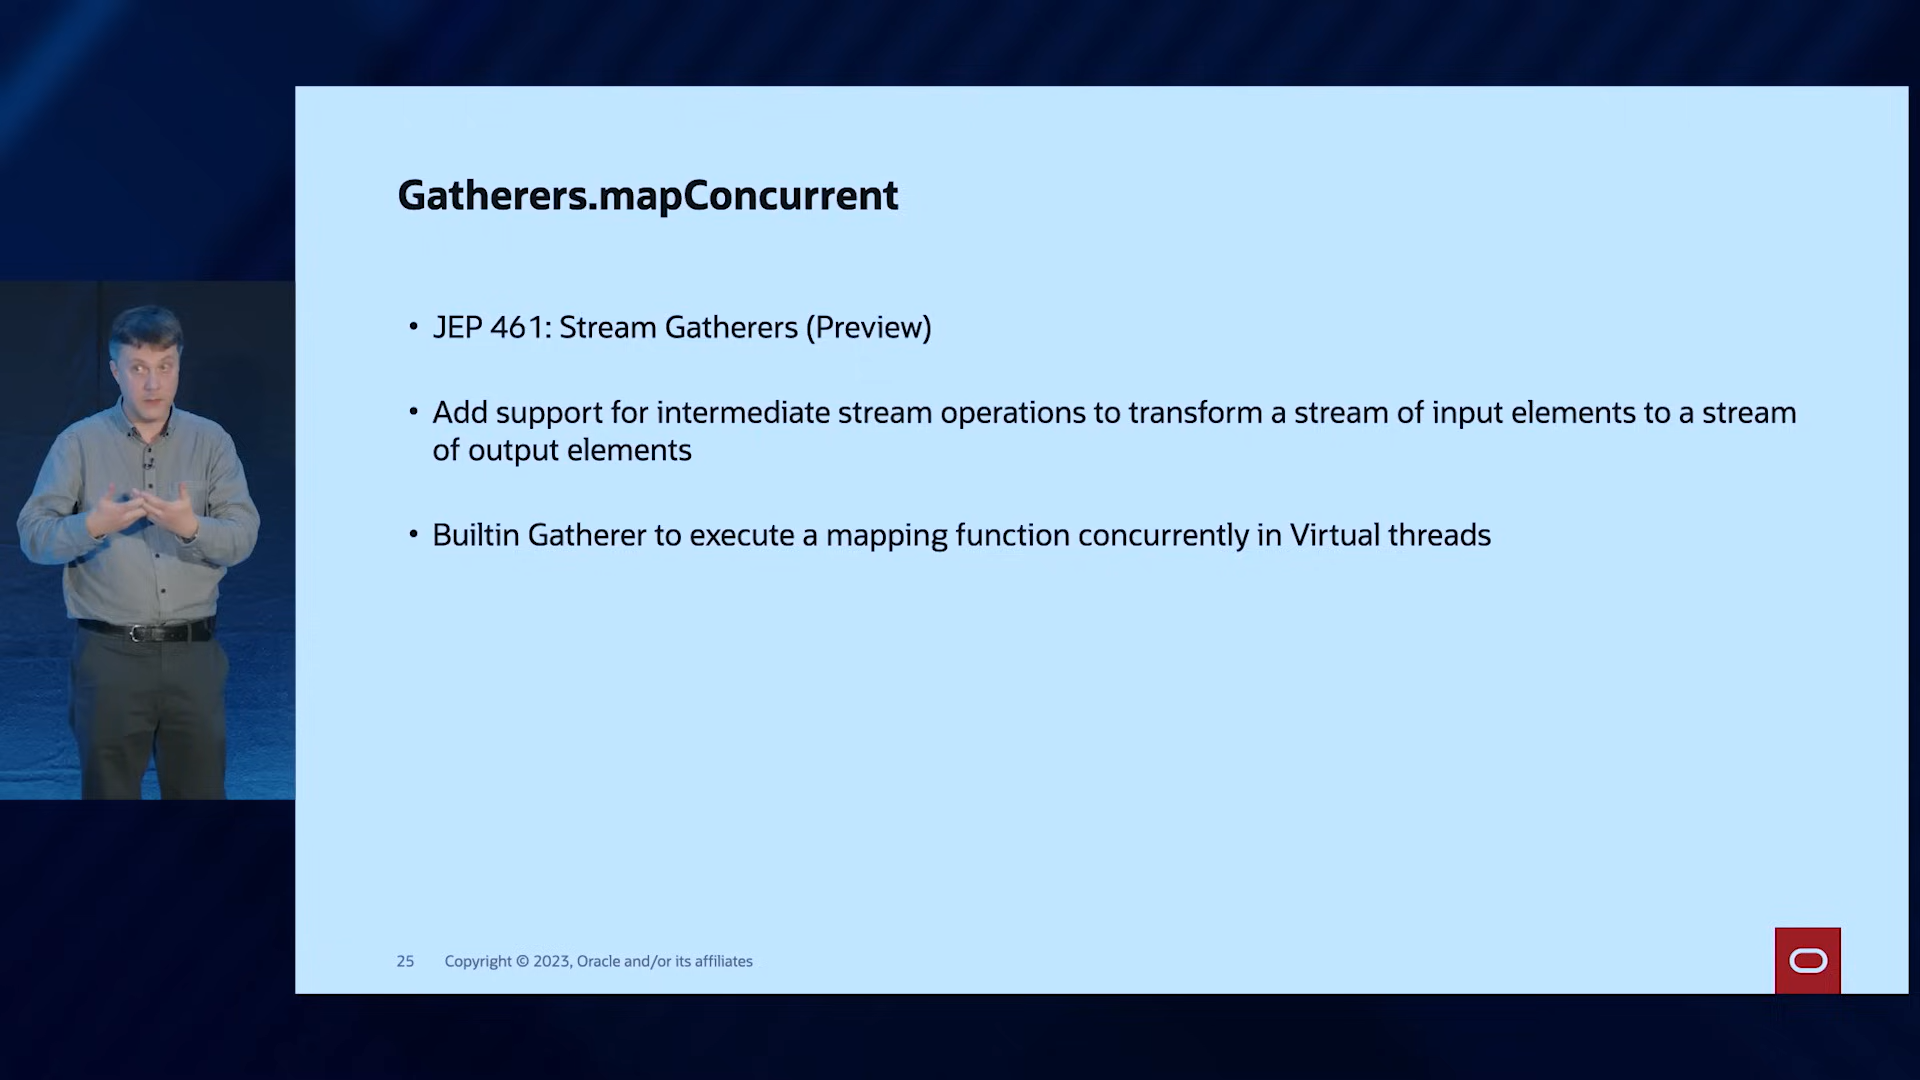 Gatherers.mapConcurrent
• JEP 461: Stream Gatherers (Preview)
• Add support for intermediate stream operations to transform a stream of input elements to a stream
of output elements
• Builtin Gatherer to execute a mapping function concurrently in Virtual threads
25 Copyright © 2023, Oracle and/or its affiliates